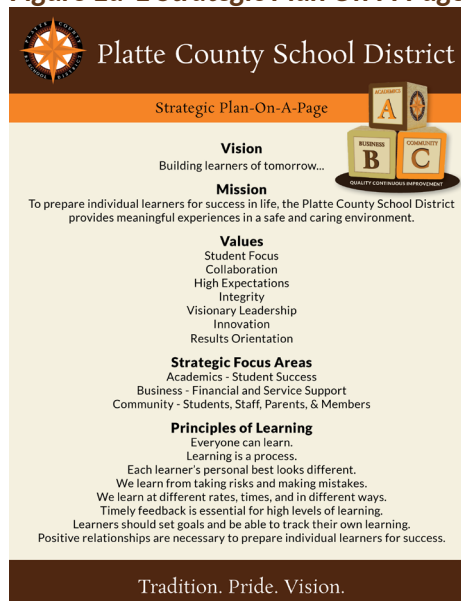 Platte County School District
Strategic Plan-On-A-Page
ACADEMICS
A
BUSINESS
B
COMMUNITY
C
QUALITY CONTINUOUS IMPROVEMENT
Vision
Building learners of tomorrow...
Mission
To prepare individual learners for success in life, the Platte County School District
provides meaningful experiences in a safe and caring environment.
Values
Student Focus
Collaboration
High Expectations
Integrity
Visionary Leadership
Innovation
Results Orientation
Strategic Focus Areas
Academics - Student Success
Business - Financial and Service Support
Community - Students, Staff, Parents, & Members
Principles of Learning
Everyone can learn.
Learning is a process.
Each learner's personal best looks different.
We learn from taking risks and making mistakes.
We learn at different rates, times, and in different ways.
Timely feedback is essential for high levels of learning.
Learners should set goals and be able to track their own learning.
Positive relationships are necessary to prepare individual learners for success.
Tradition. Pride. Vision.